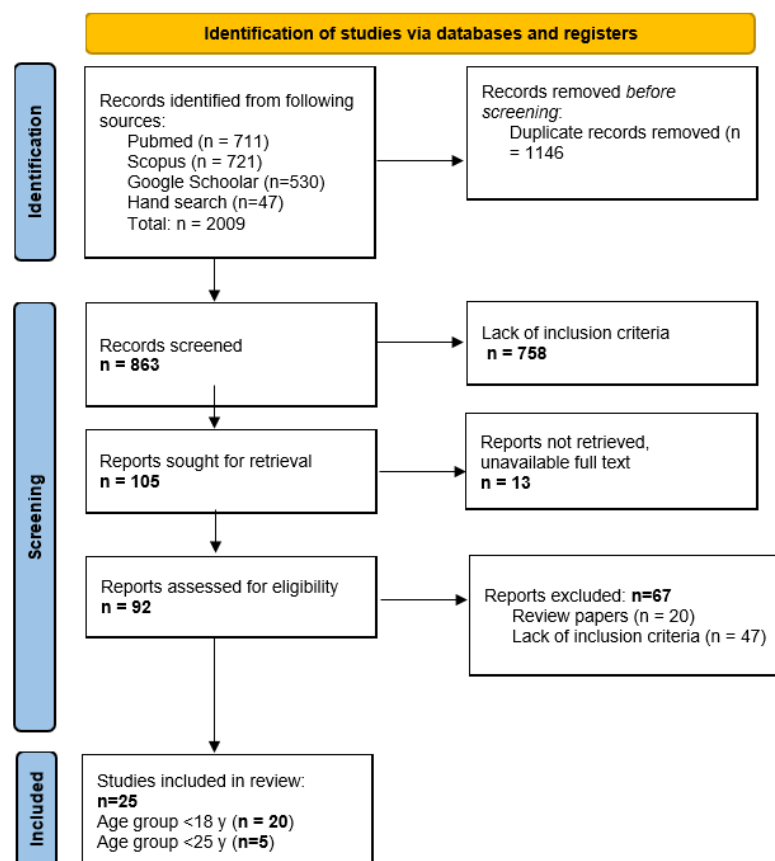 Identification of studies via databases and registers
Identification
Records identified from following
sources:
Pubmed (n = 711)
Scopus (n = 721)
Google Schoolar (n=530)
Hand search (n=47)
Total: n = 2009
Records removed before
screening:
Duplicate records removed (n
= 1146
Screening
Records screened
n = 863
Lack of inclusion criteria
n = 758
Reports sought for retrieval
n = 105
Reports not retrieved,
unavailable full text
n = 13
Reports assessed for eligibility
n = 92
Reports excluded: n=67
Review papers (n = 20)
Lack of inclusion criteria (n = 47)
Included
Studies included in review:
n=25
Age group <18 y (n = 20)
Age group <25 y (n=5)